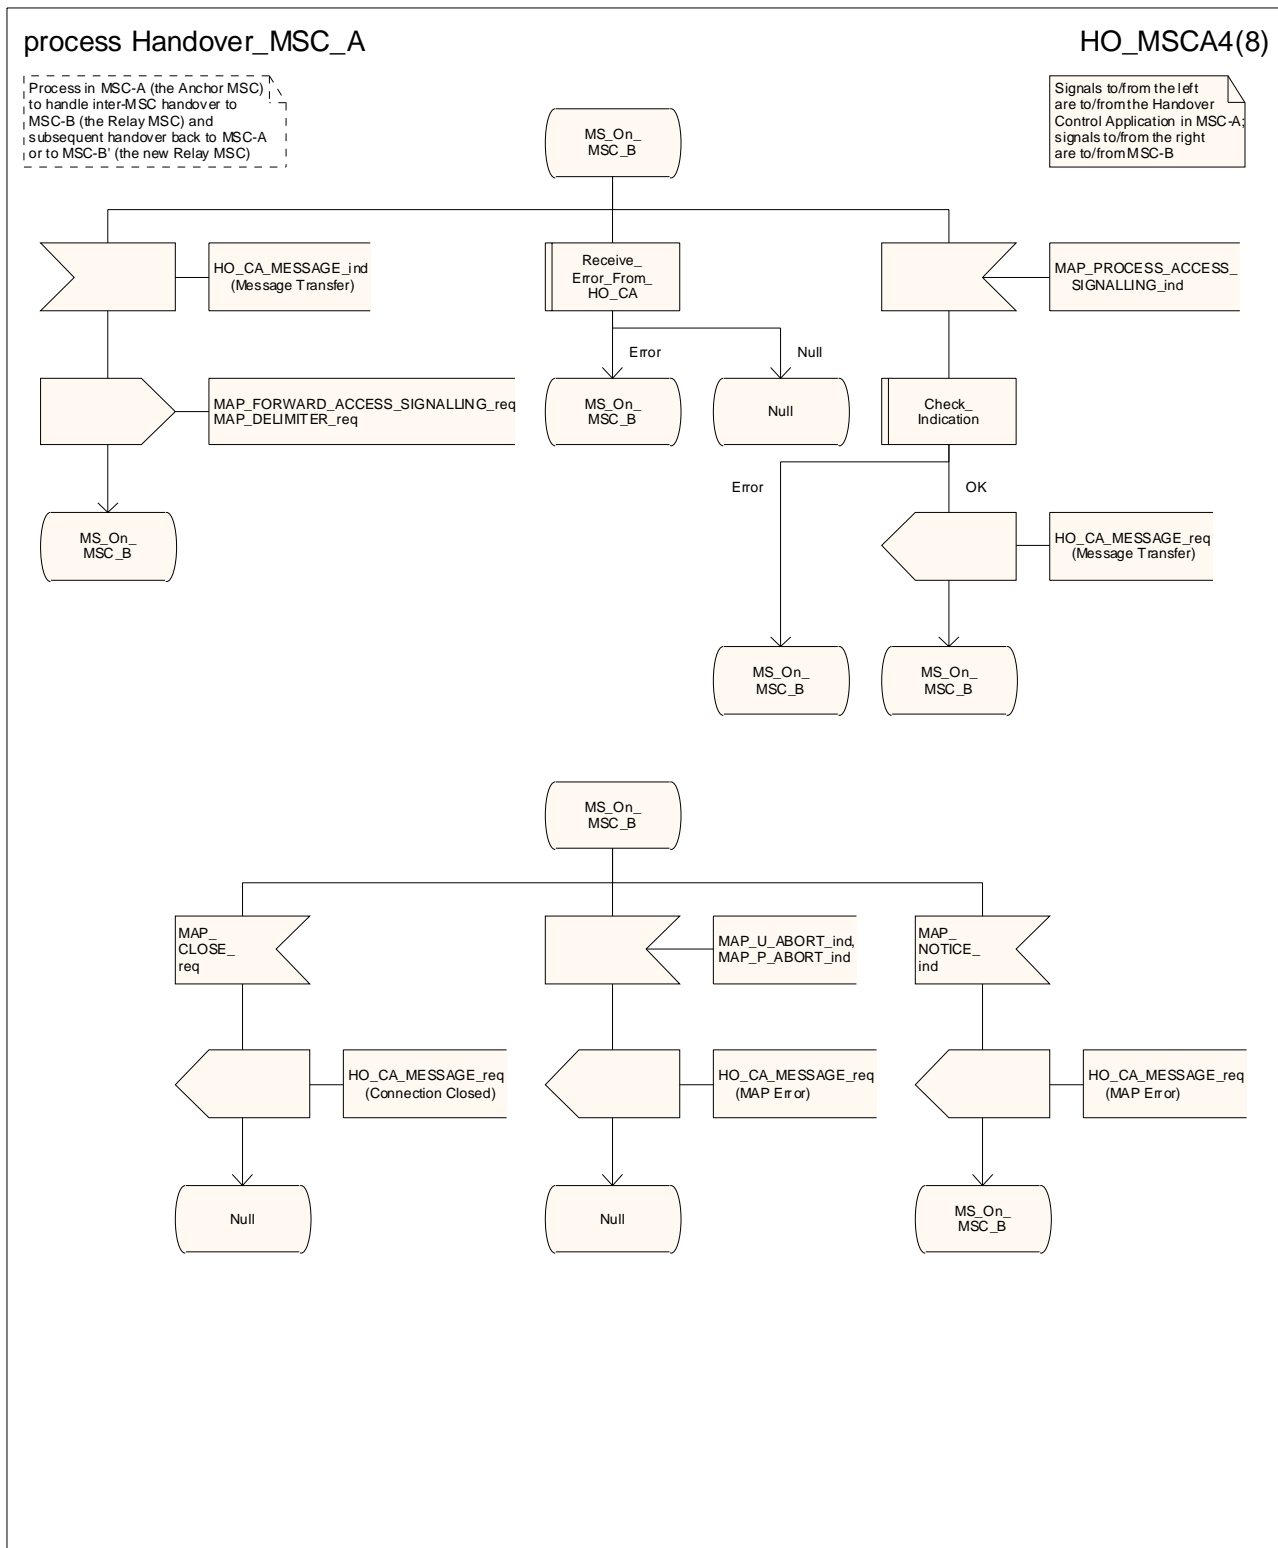 process Handover_MSC_A
HO_MSCA4(8)
Process in MSC-A (the Anchor MSC)
to handle inter-MSC handover to
MSC-B (the Relay MSC) and
subsequent handover back to MSC-A
or to MSC-B' (the new Relay MSC)
Signals to/from the left
are to/from the Handover
Control Application in MSC-A;
signals to/from the right
are to/from MSC-B
MS_On_
MSC_B
HO_CA_MESSAGE_ind
(Message Transfer)
Receive_
Error_From_
HO_CA
MAP_PROCESS_ACCESS_
SIGNALLING_ind
Error
Null
MAP_FORWARD_ACCESS_SIGNALLING_req
MAP_DELIMITER_req
MS_On_
MSC_B
Null
Check_
Indication
Error
OK
MS_On_
MSC_B
HO_CA_MESSAGE_req
(Message Transfer)
MS_On_
MSC_B
MS_On_
MSC_B
MS_On_
MSC_B
MAP_
CLOSE_
req
MAP_U_ABORT_ind,
MAP_P_ABORT_ind
MAP_
NOTICE_
ind
HO_CA_MESSAGE_req
(Connection Closed)
HO_CA_MESSAGE_req
(MAP Error)
HO_CA_MESSAGE_req
(MAP Error)
Null
Null
MS_On_
MSC_B